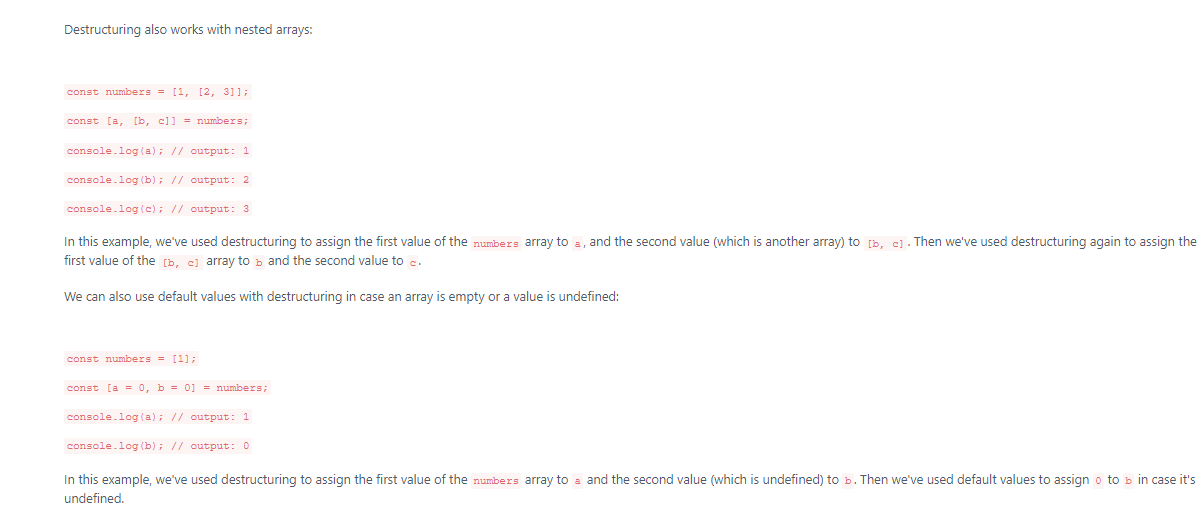 Destructuring also works with nested arrays:
const numbers = [1, [2, 3]];
const [a, [b, c]] = numbers;
console.log(a); // output: 1
console.log(b); // output: 2
console.log(c); // output: 3
In this example, we've used destructuring to assign the first value of the numbers array to a, and the second value (which is another array) to [b, c]. Then we've used destructuring again to assign the
first value of the [b, c] array to b and the second value to c.
We can also use default values with destructuring in case an array is empty or a value is undefined:
const numbers = [1];
const [a = 0, b = 0] = numbers;
console.log(a); // output: 1
console.log(b); // output: 0
In this example, we've used destructuring to assign the first value of the numbers array to a and the second value (which is undefined) to b. Then we've used default values to assign 0 to b in case it's
undefined.